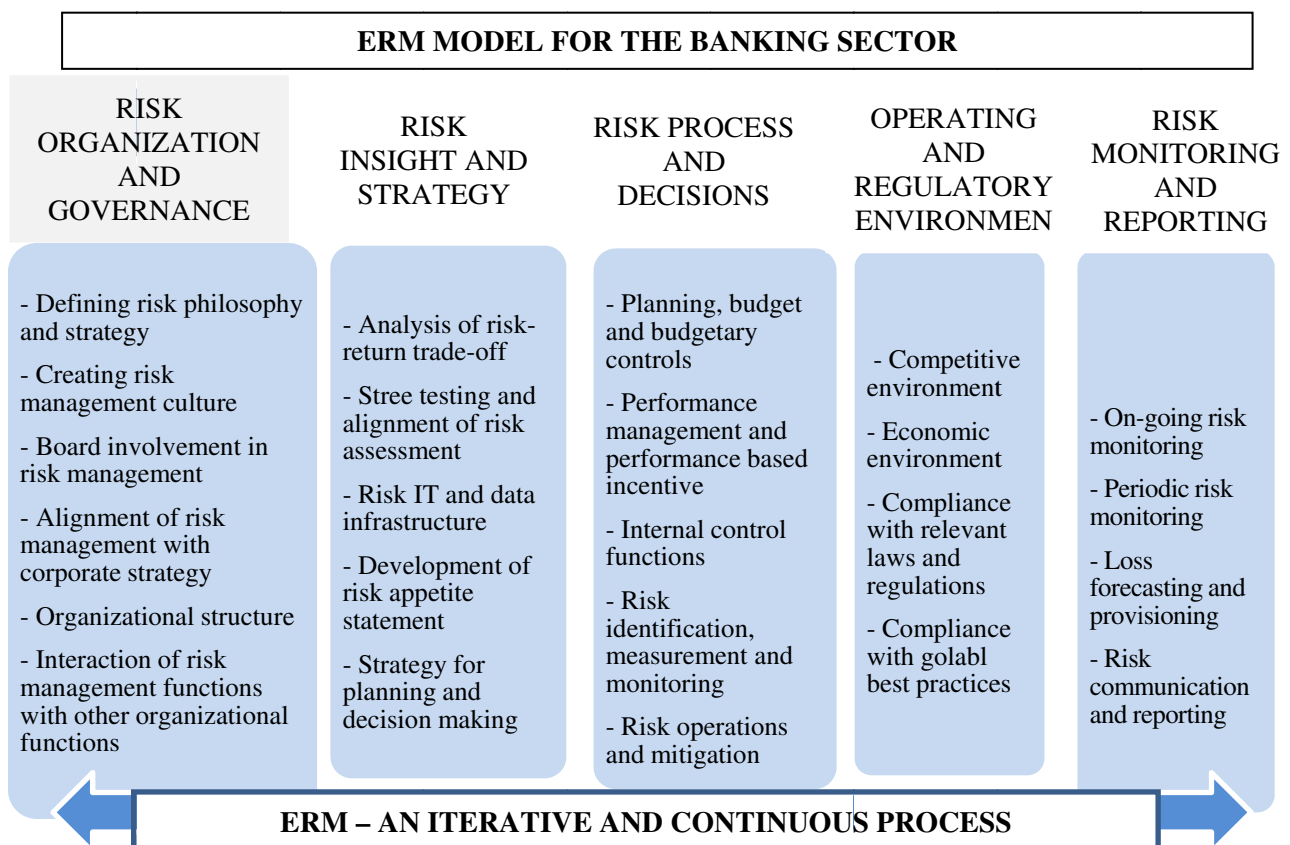 ERM MODEL FOR THE BANKING SECTOR
RISK
ORGANIZATION
AND
GOVERNANCE
- Defining risk philosophy
and strategy
- Creating risk
management culture
- Board involvement in
risk management
- Alignment of risk
management with
corporate strategy
- Organizational structure
- Interaction of risk
management functions
with other organizational
functions
RISK
INSIGHT AND
STRATEGY
- Analysis of risk-
return trade-off
- Stree testing and
alignment of risk
assessment
- Risk IT and data
infrastructure
- Development of
risk appetite
statement
- Strategy for
planning and
decision making
RISK PROCESS
AND
DECISIONS
- Planning, budget
and budgetary
controls
- Performance
management and
performance based
incentive
- Internal control
functions
- Risk
identification,
measurement and
monitoring
- Risk operations
and mitigation
OPERATING
AND
REGULATORY
ENVIRONMEN
- Competitive
environment
- Economic
environment
- Compliance
with relevant
laws and
regulations
- Compliance
with golabl
best practices
RISK
MONITORING
AND
REPORTING
- On-going risk
monitoring
- Periodic risk
monitoring
- Loss
forecasting and
provisioning
- Risk
communication
and reporting
ERM – AN ITERATIVE AND CONTINUOUS PROCESS